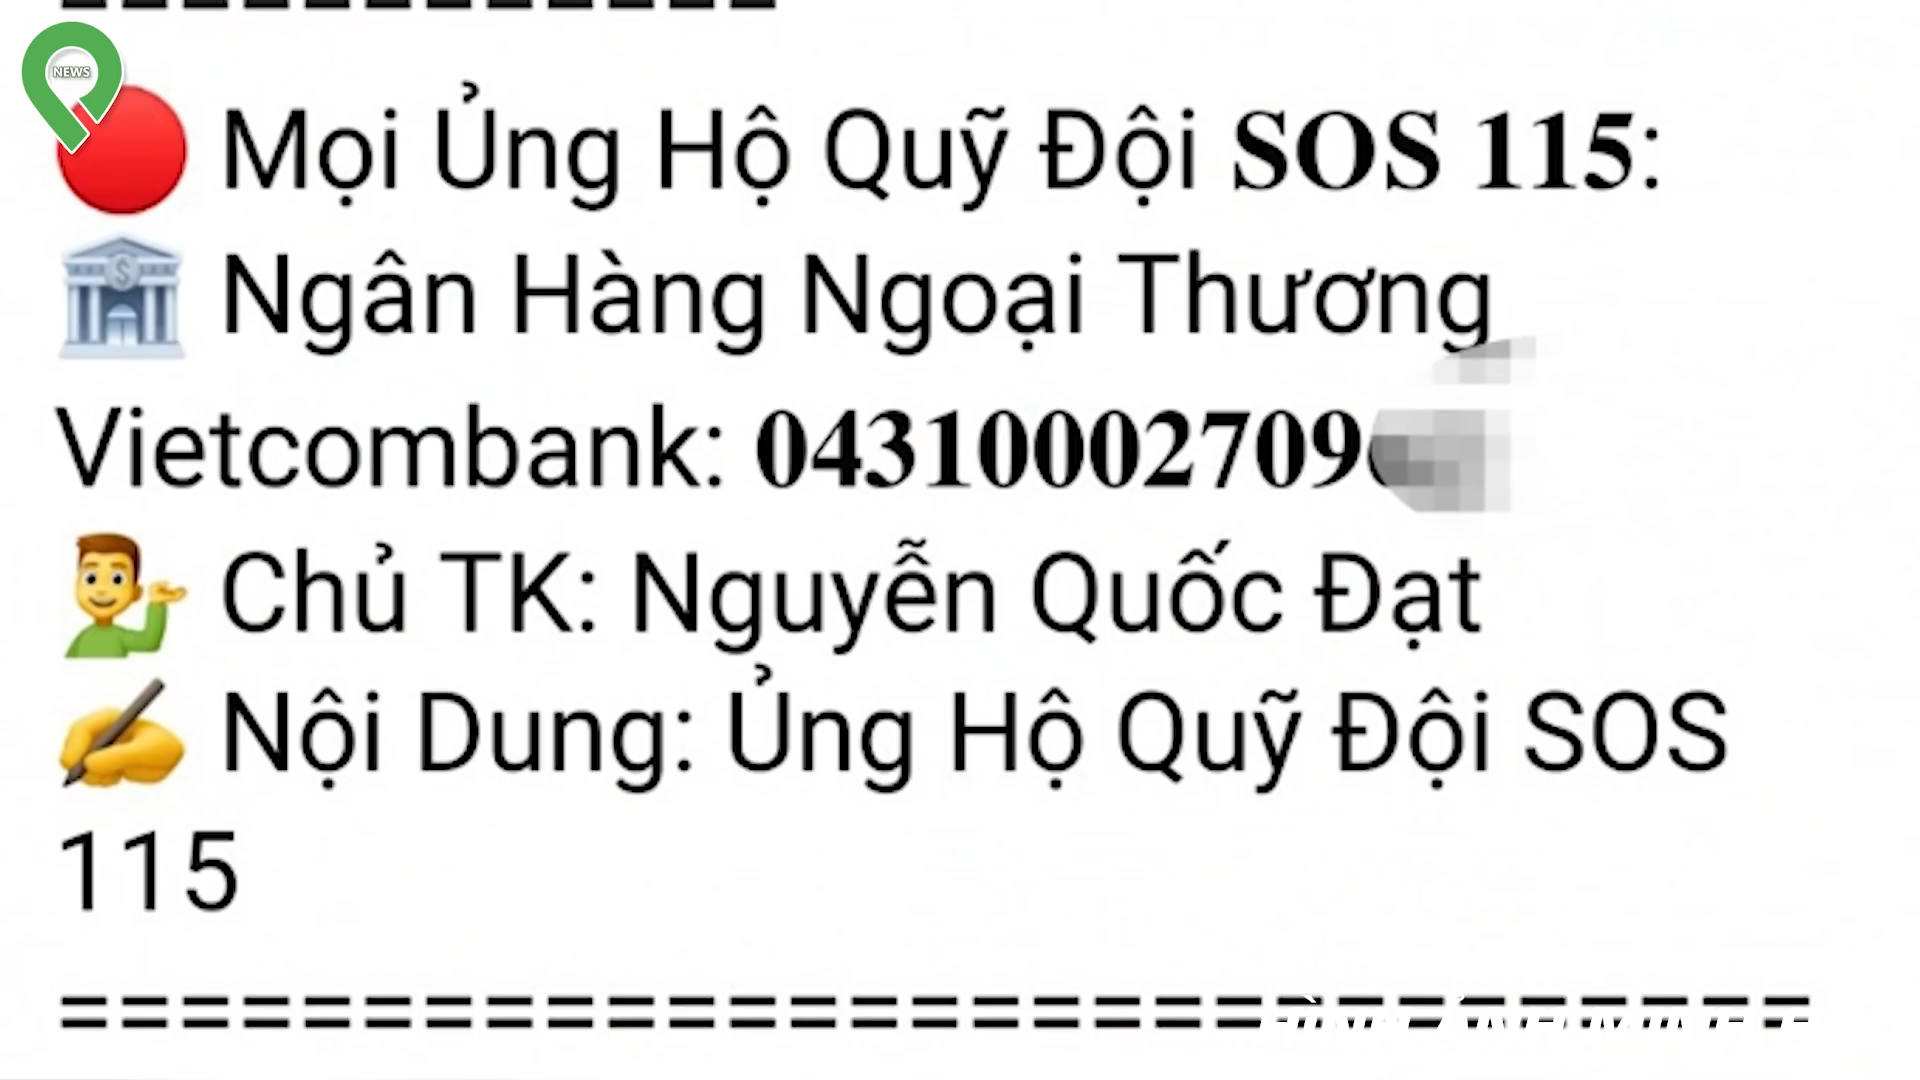 NEWS
Mọi Ủng Hộ Quỹ Đội SOS 115:
Ngân Hàng Ngoại Thương
Vietcombank: 04310002709
Chủ TK: Nguyễn Quốc Đạt
Nội Dung: Ủng Hộ Quỹ Đội SOS
115
=============================